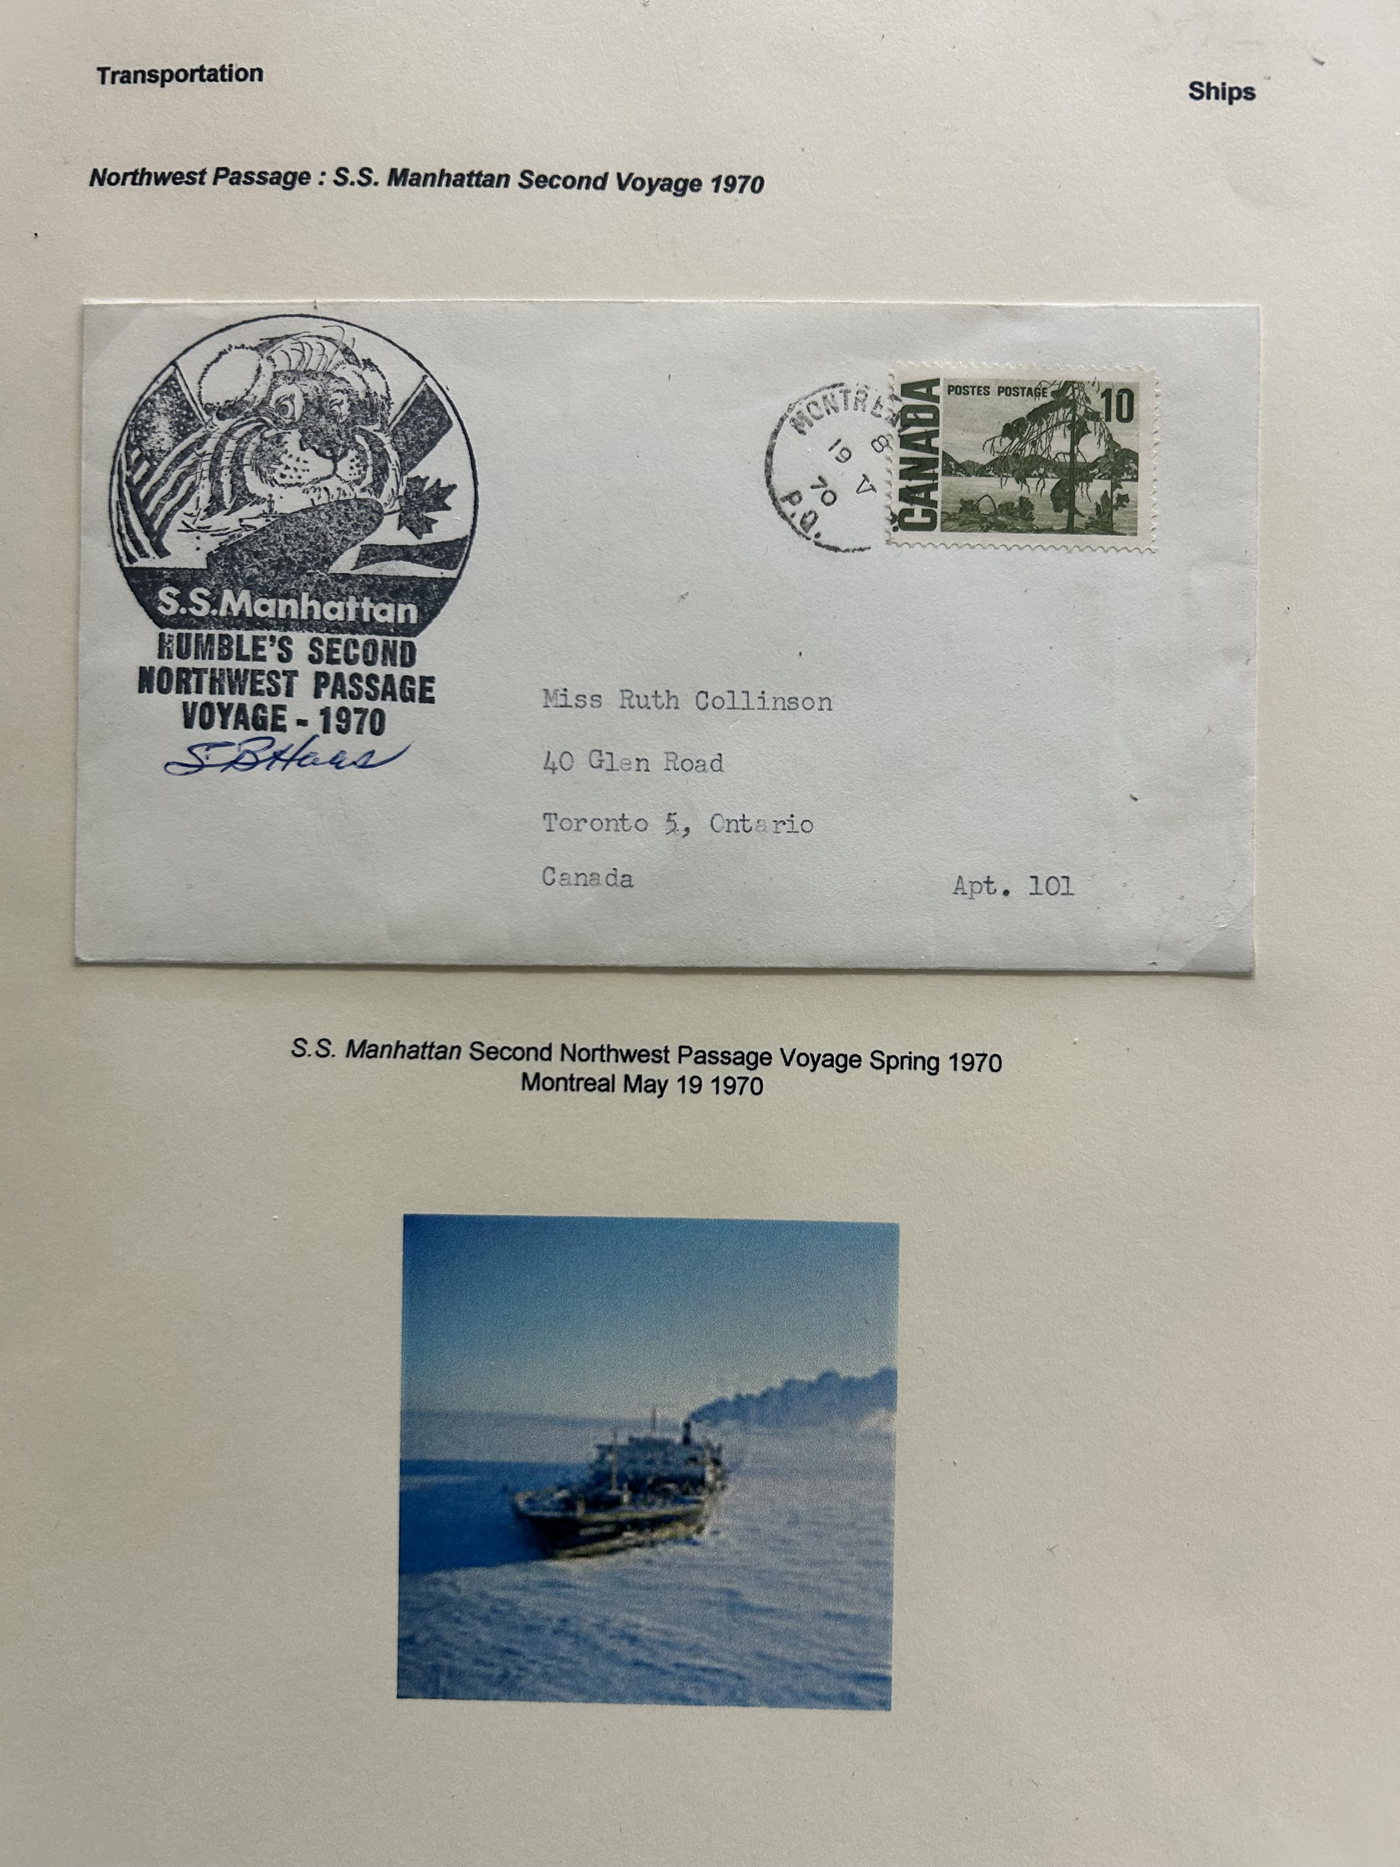 Transportation
Ships
Northwest Passage : S.S. Manhattan Second Voyage 1970
S.S.Manhattan
HUMBLE'S SECOND
NORTHWEST PASSAGE
VOYAGE - 1970
S B Haas
MONTREAL
8
19 V
70
P.Q.
CANADA
POSTES POSTAGE
10
Miss Ruth Collinson
40 Glen Road
Toronto 5, Ontario
Canada
Apt. 101
S.S. Manhattan Second Northwest Passage Voyage Spring 1970
Montreal May 19 1970